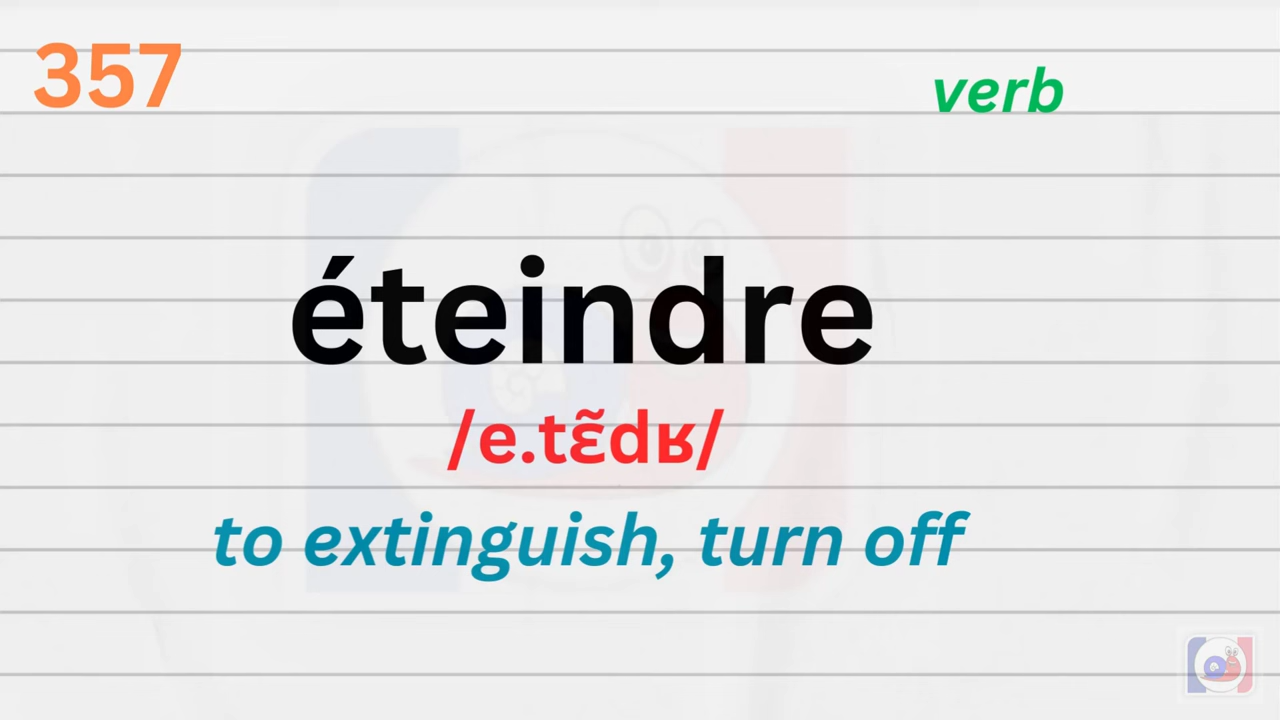 357
verb
éteindre
/e.tɛ̃dʁ/
to extinguish, turn off